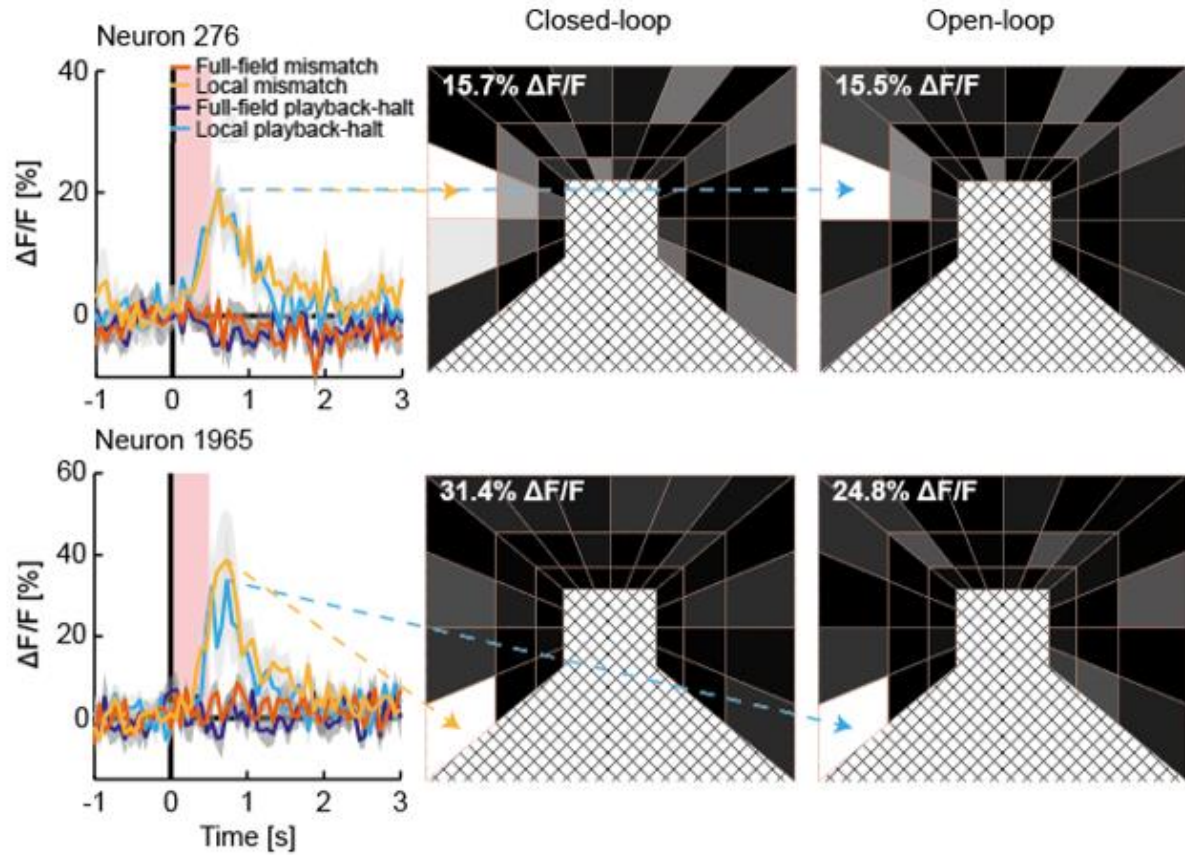 Closed-loop
Open-loop
Neuron 276
Full-field mismatch
Local mismatch
Full-field playback-halt
Local playback-halt
40
20
0
ΔF/F [%]
-1 0 1 2 3
15.7% ΔF/F
15.5% ΔF/F
Neuron 1965
60
40
20
0
ΔF/F [%]
-1 0 1 2 3
Time [s]
31.4% ΔF/F
24.8% ΔF/F